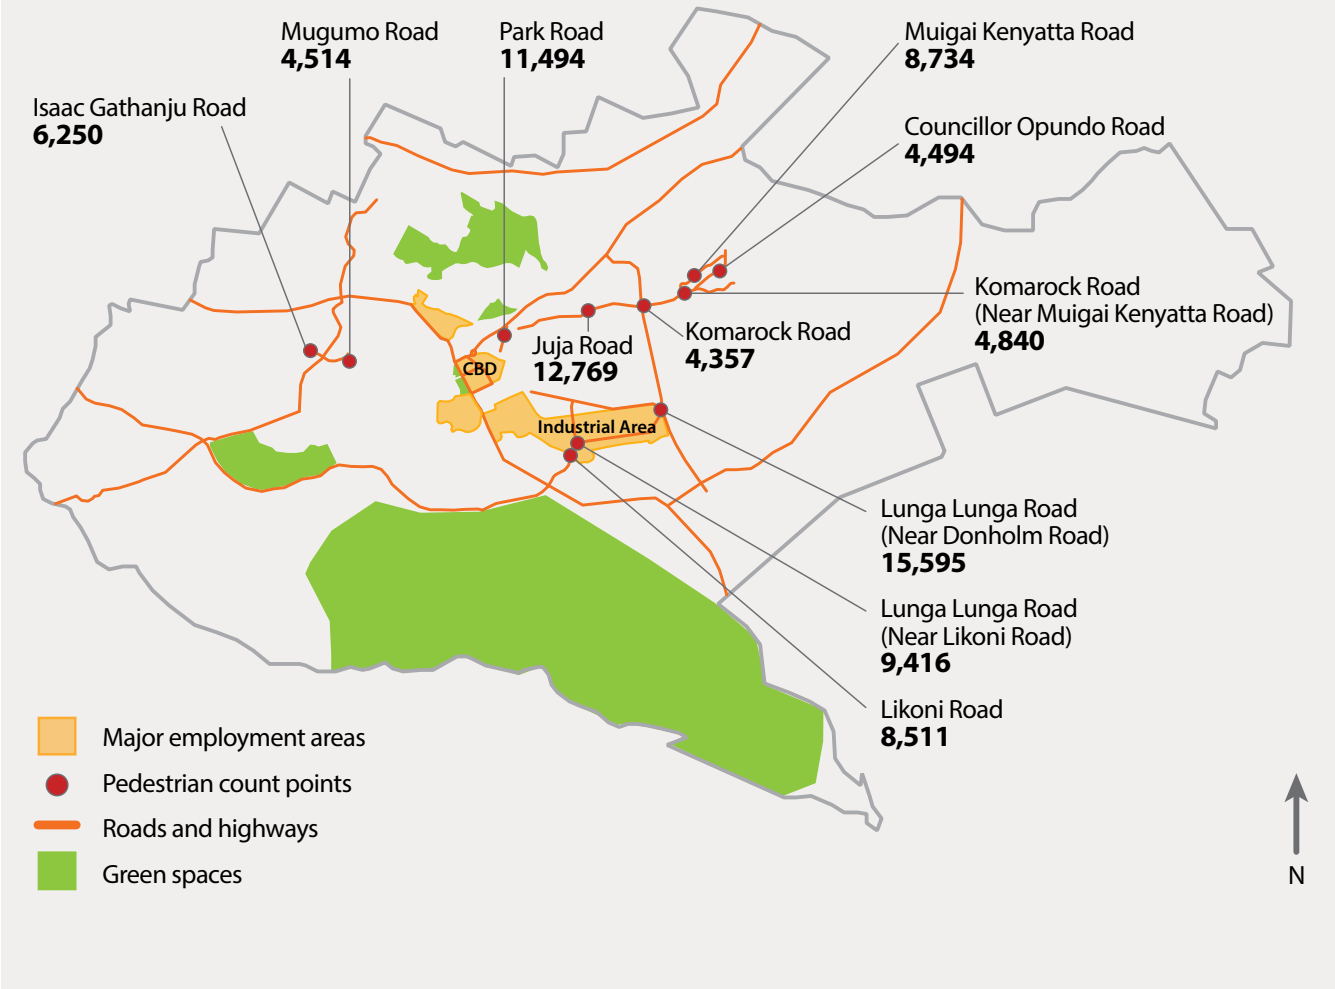 Mugumo Road
4,514
Park Road
11,494
Muigai Kenyatta Road
8,734
Isaac Gathanju Road
6,250
Councillor Opundo Road
4,494
Komarock Road
(Near Muigai Kenyatta Road)
4,840
Komarock Road
4,357
Juja Road
12,769
CBD
Industrial Area
Lunga Lunga Road
(Near Donholm Road)
15,595
Lunga Lunga Road
(Near Likoni Road)
9,416
Likoni Road
8,511
Major employment areas
Pedestrian count points
Roads and highways
Green spaces
N